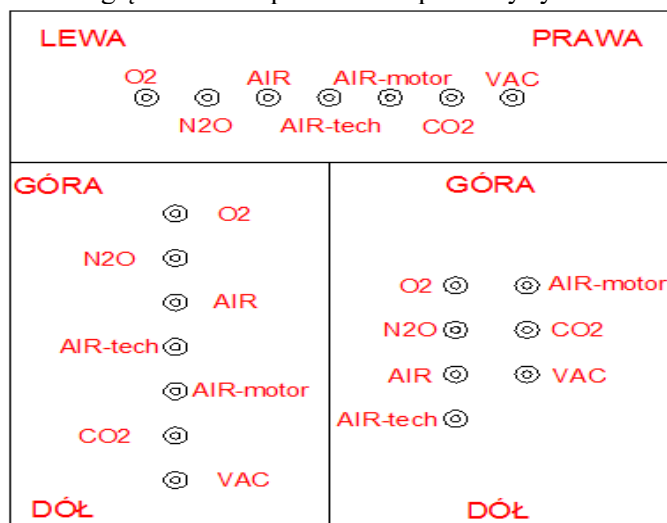 LEWA PRAWA
O2 AIR AIR-motor VAC
N2O AIR-tech CO2
GÓRA
O2
N2O
AIR
AIR-tech
AIR-motor
CO2
VAC
DÓŁ
GÓRA
O2 AIR-motor
N2O CO2
AIR VAC
AIR-tech
DÓŁ